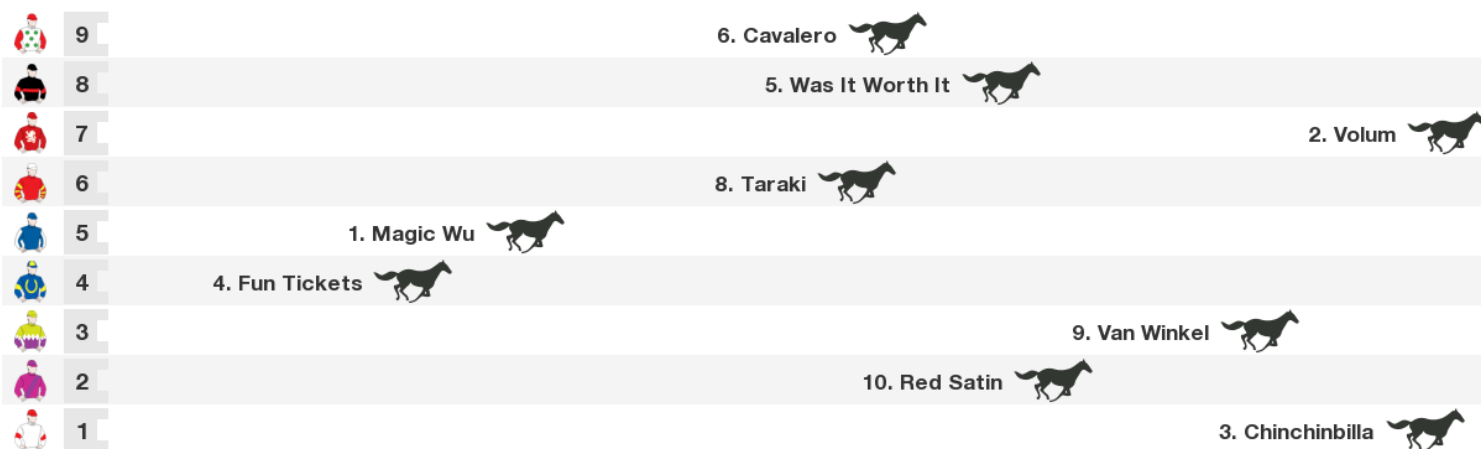 9 6. Cavalero
8 5. Was It Worth It
7 2. Volum
6 8. Taraki
5 1. Magic Wu
4 4. Fun Tickets
3 9. Van Winkel
2 10. Red Satin
1 3. Chinchinbilla